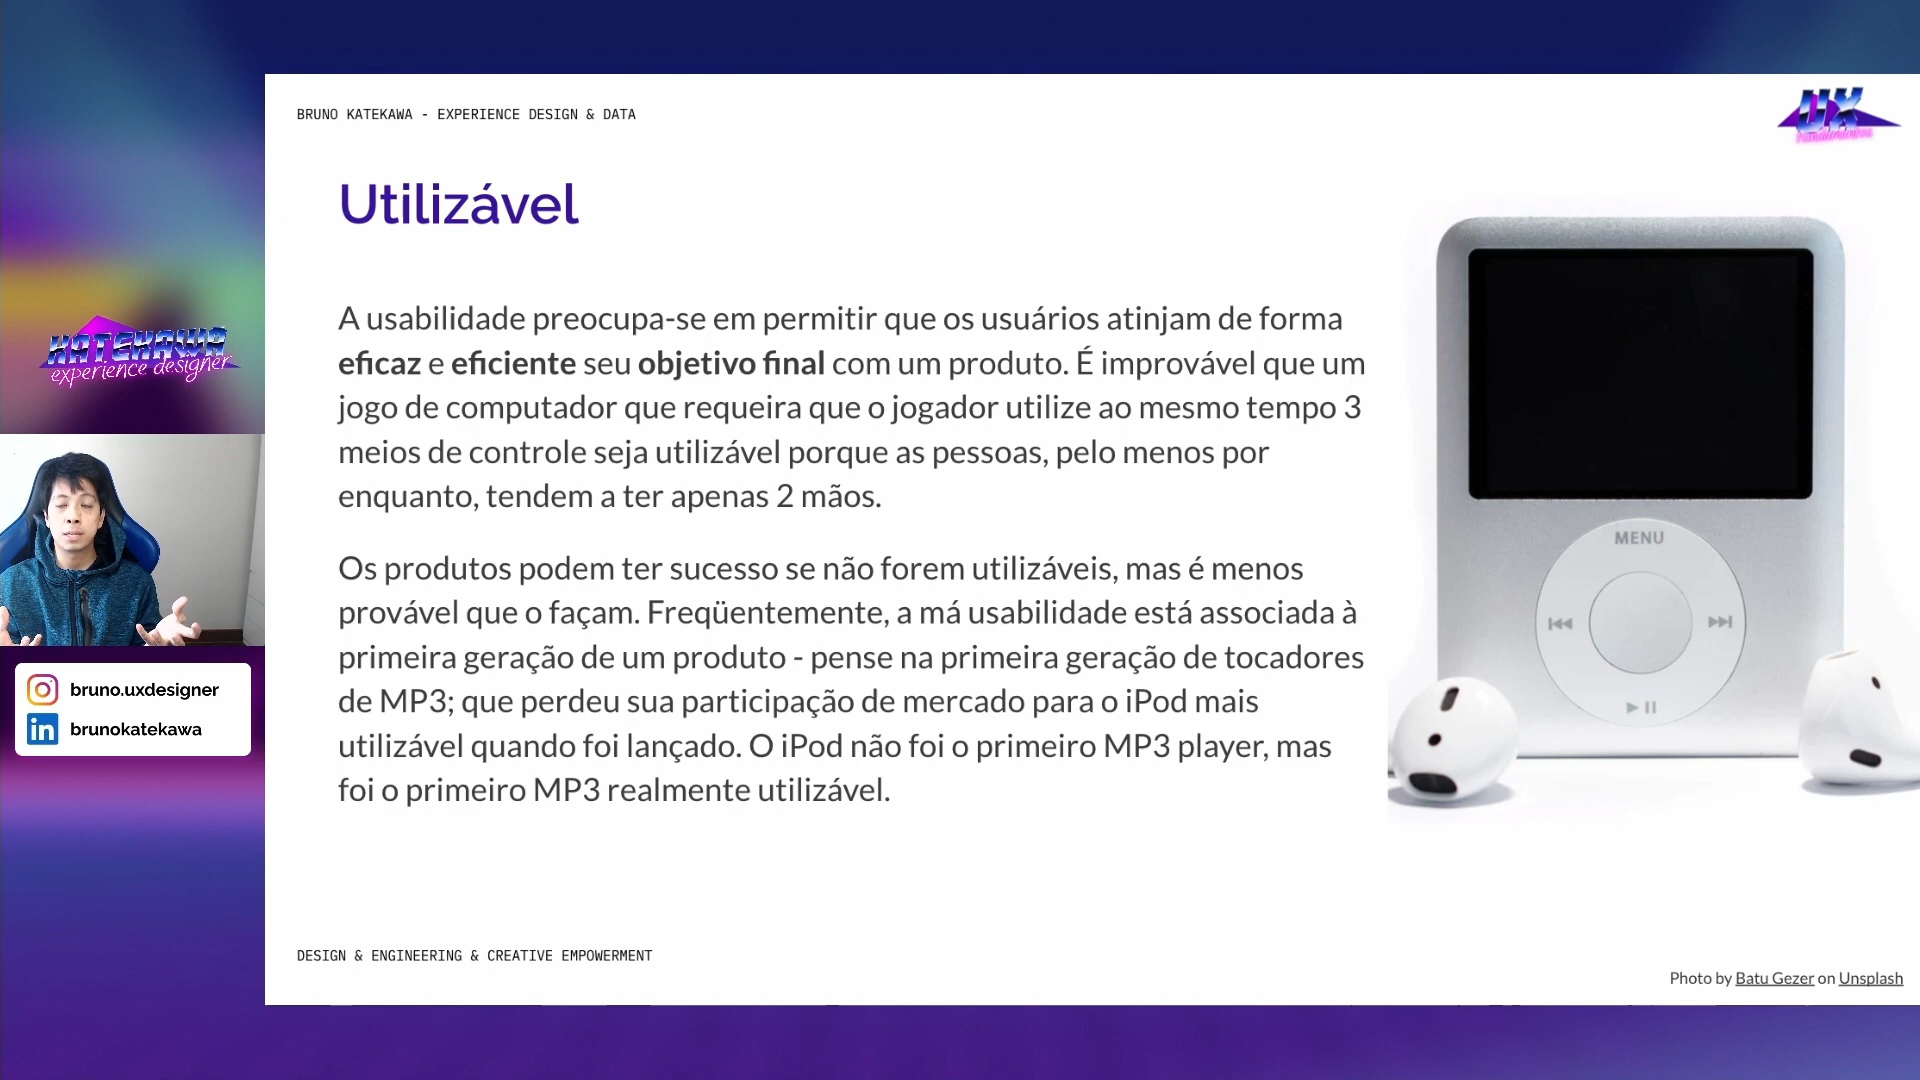 BRUNO KATEKAWA - EXPERIENCE DESIGN & DATA
UX
Utilizável
A usabilidade preocupa-se em permitir que os usuários atinjam de forma
eficaz e eficiente seu objetivo final com um produto. É improvável que um
jogo de computador que requeira que o jogador utilize ao mesmo tempo 3
meios de controle seja utilizável porque as pessoas, pelo menos por
enquanto, tendem a ter apenas 2 mãos.
Os produtos podem ter sucesso se não forem utilizáveis, mas é menos
provável que o façam. Freqüentemente, a má usabilidade está associada à
primeira geração de um produto - pense na primeira geração de tocadores
de MP3; que perdeu sua participação de mercado para o iPod mais
utilizável quando foi lançado. O iPod não foi o primeiro MP3 player, mas
foi o primeiro MP3 realmente utilizável.
MENU
KATEKAWA
experience designer
bruno.uxdesigner
in
brunokatekawa
DESIGN & ENGINEERING & CREATIVE EMPOWERMENT
Photo by Batu Gezer on Unsplash